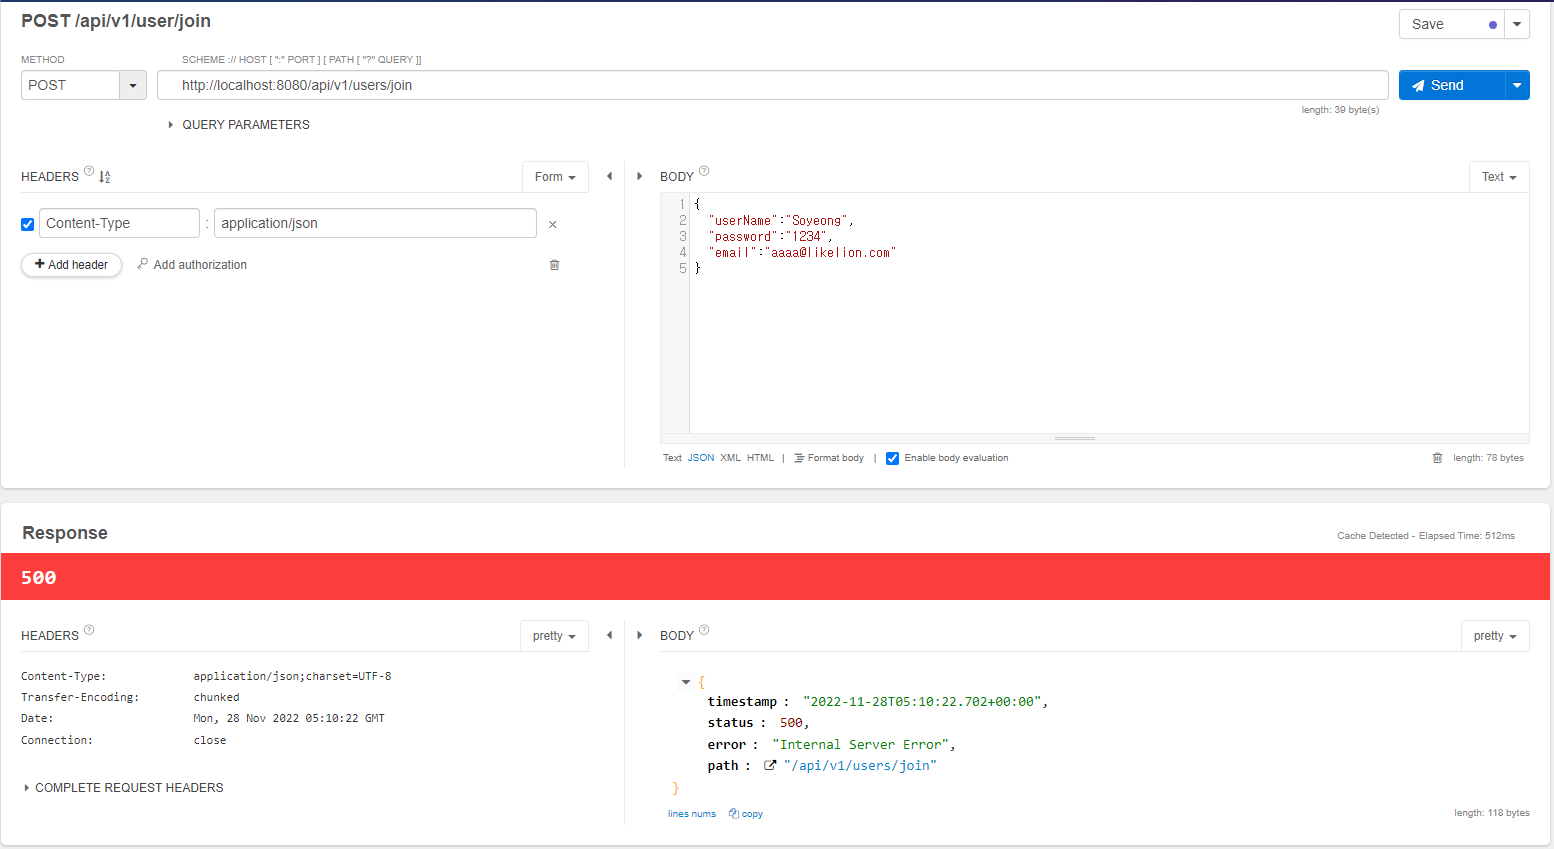 POST /api/v1/user/join
Save
METHOD
SCHEME :// HOST [ ":" PORT ] [ PATH [ "?" QUERY ]]
POST
http://localhost:8080/api/v1/users/join
Send
length: 39 byte(s)
QUERY PARAMETERS
HEADERS ?
Form
BODY ?
Text
Content-Type : application/json
+ Add header
Add authorization
1 {
2 "userName":"Soyeong",
3 "password":"1234",
4 "email":"aaaa@likelion.com"
5 }
Text JSON XML HTML | Format body | Enable body evaluation
length: 78 bytes
Response
Cache Detected - Elapsed Time: 512ms
500
HEADERS ?
pretty
BODY ?
pretty
Content-Type: application/json;charset=UTF-8
Transfer-Encoding: chunked
Date: Mon, 28 Nov 2022 05:10:22 GMT
Connection: close
COMPLETE REQUEST HEADERS
{
timestamp : "2022-11-28T05:10:22.702+00:00",
status : 500,
error : "Internal Server Error",
path : "/api/v1/users/join"
}
lines nums copy
length: 118 bytes